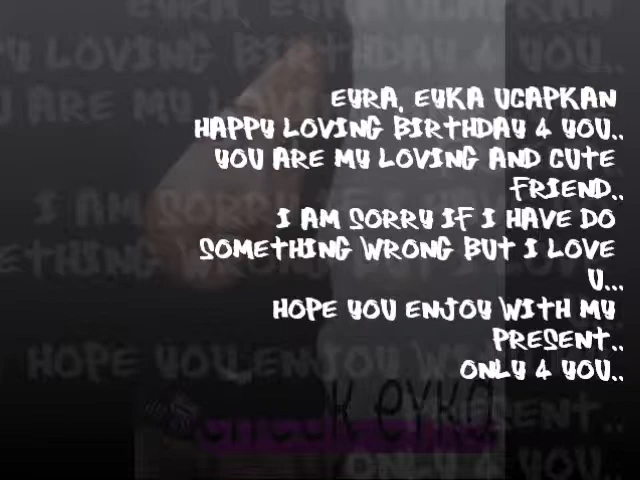 EYRA, EYKA UCAPKAN
HAPPY LOVING BIRTHDAY 4 YOU..
YOU ARE MY LOVING AND CUTE
FRIEND..
I AM SORRY IF I HAVE DO
SOMETHING WRONG BUT I LOVE
U...
HOPE YOU ENJOY WITH MY
PRESENT..
ONLY 4 YOU..
K EYKA